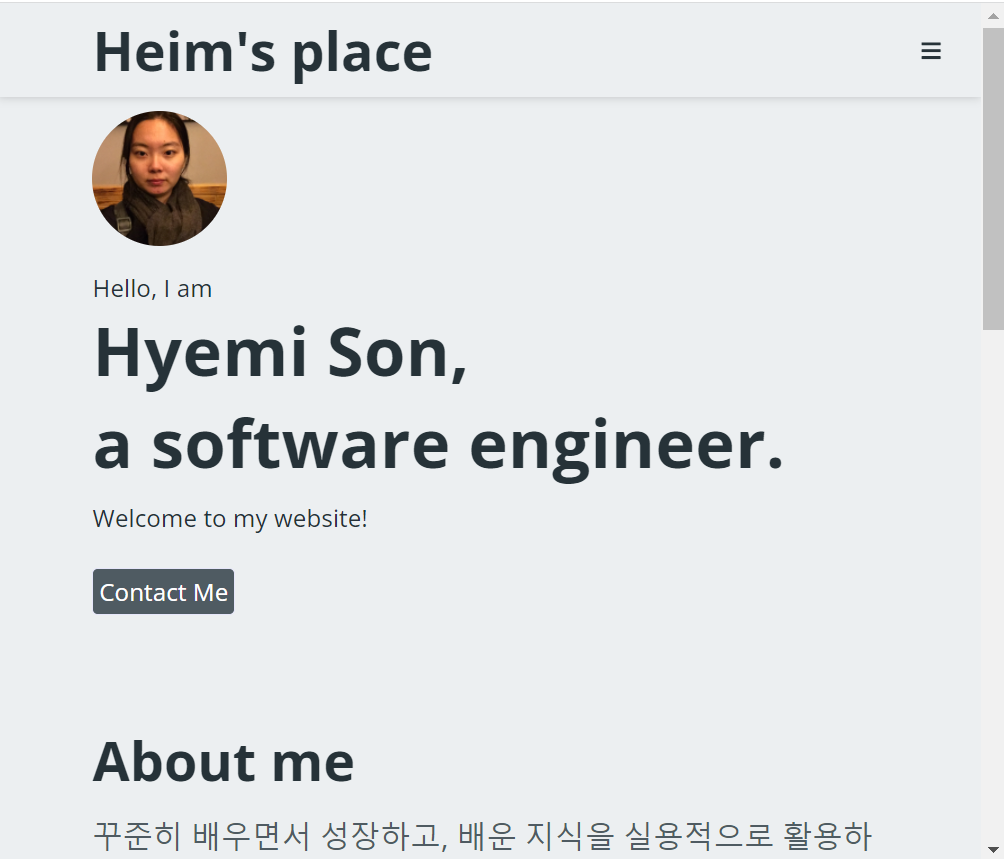 Heim's place
Hello, I am
Hyemi Son,
a software engineer.
Welcome to my website!
Contact Me
About me
꾸준히 배우면서 성장하고, 배운 지식을 실용적으로 활용하